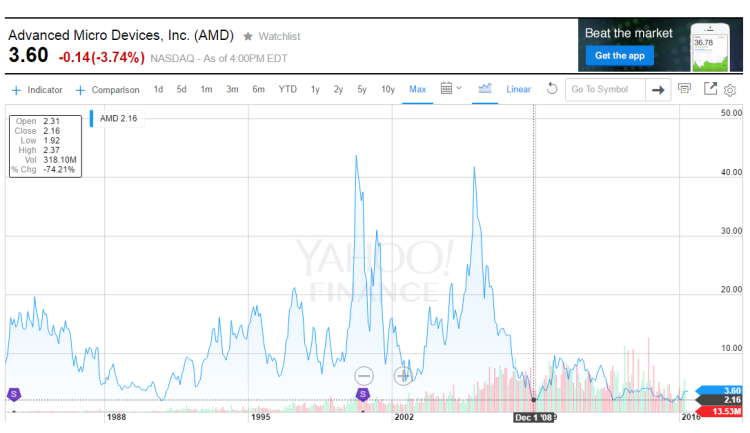 Advanced Micro Devices, Inc. (AMD) ★ Watchlist
3.60 -0.14(-3.74%) NASDAQ - As of 4:00PM EDT
Beat the market
Get the app
36.78
+ Indicator + Comparison 1d 5d 1m 3m 6m YTD 1y 2y 5y 10y Max Linear Go To Symbol
Open 2.31
Close 2.16
Low 1.92
High 2.37
Vol 318.10M
% Chg -74.21%
AMD 2.16
50.00
40.00
30.00
20.00
10.00
YAHOO!
FINANCE
S
S
3.60
2.16
13.53M
1988
1995
2002
Dec 1 '08
2016